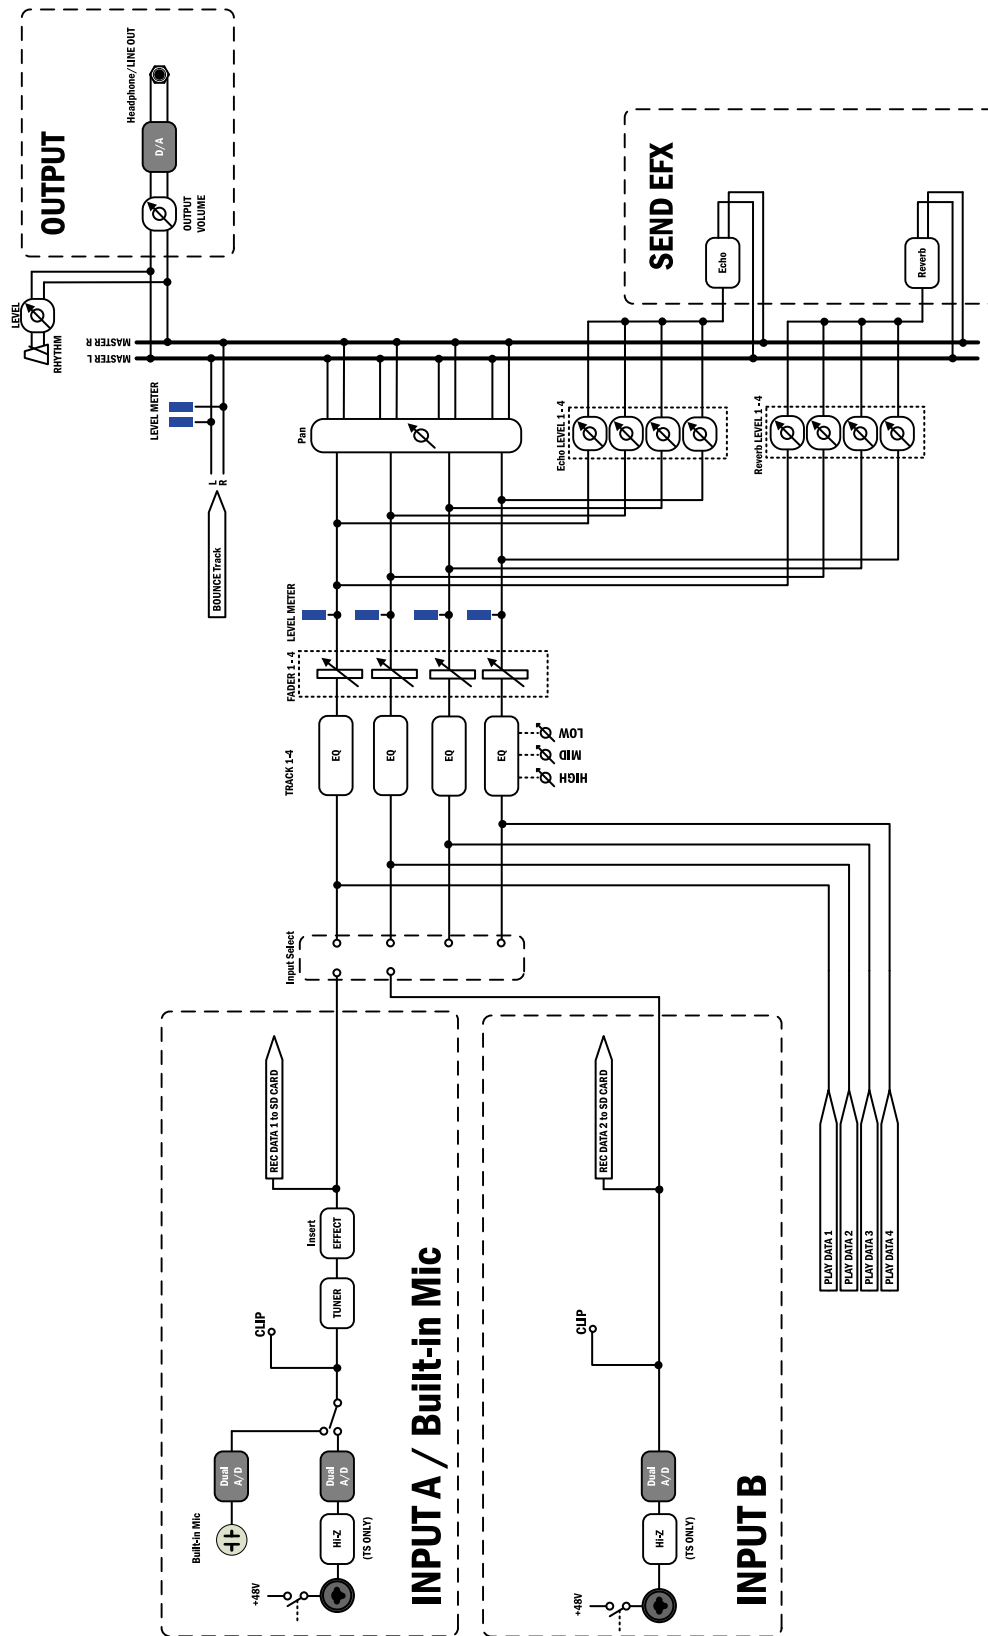 OUTPUT
Headphone/LINE OUT
D/A
OUTPUT
VOLUME
LEVEL
RHYTHM
MASTER R
MASTER L
LEVEL METER
L
R
BOUNCE Track
SEND EFX
Echo
Reverb
Pan
Echo LEVEL 1 - 4
Reverb LEVEL 1 - 4
LEVEL METER
FADER 1 - 4
TRACK 1-4
EQ
EQ
EQ
EQ
LOW
MID
HIGH
Input Select
REC DATA 1 to SD CARD
Insert
EFFECT
TUNER
CLIP
Dual
A/D
Dual
A/D
Built-in Mic
Hi-Z
(TS ONLY)
+48V
INPUT A / Built-in Mic
REC DATA 2 to SD CARD
CLIP
Dual
A/D
Hi-Z
(TS ONLY)
+48V
INPUT B
PLAY DATA 1
PLAY DATA 2
PLAY DATA 3
PLAY DATA 4